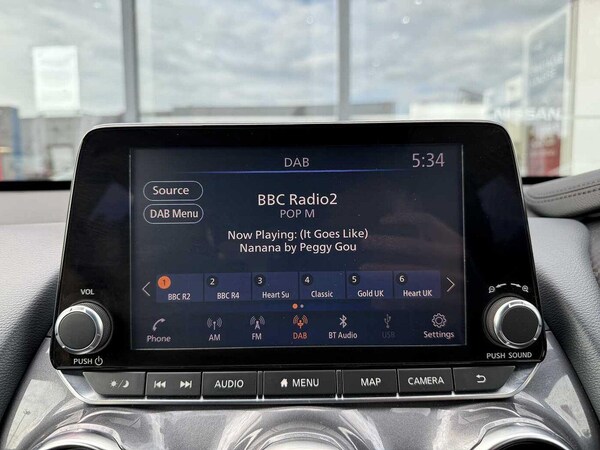 NISSAN
DAB
5:34
Source
DAB Menu
BBC Radio2
POP M
Now Playing: (It Goes Like)
Nanana by Peggy Gou
1
BBC R2
2
BBC R4
3
Heart Su
4
Classic
5
Gold UK
6
Heart UK
Phone
AM
FM
DAB
BT Audio
USB
Settings
VOL
PUSH
PUSH SOUND
AUDIO
MENU
MAP
CAMERA